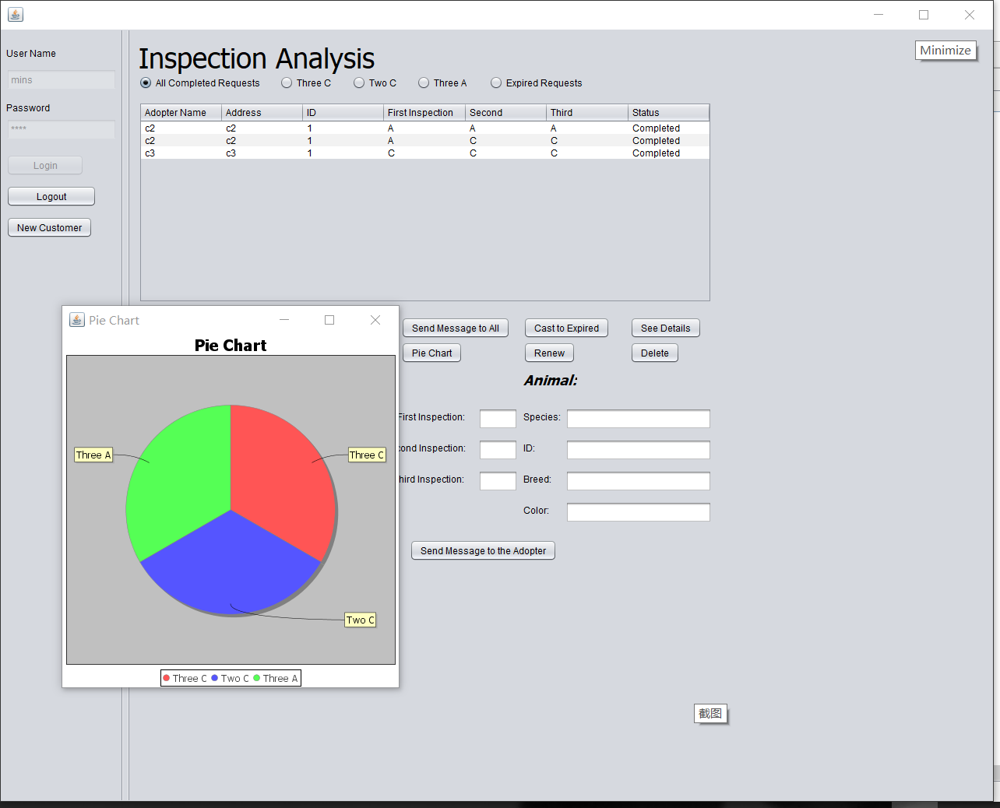 Minimize
User Name
mins
Password
****
Login
Logout
New Customer
Inspection Analysis
All Completed Requests Three C Two C Three A Expired Requests
Adopter Name Address ID First Inspection Second Third Status
c2 c2 1 A A A Completed
c2 c2 1 A C C Completed
c3 c3 1 C C C Completed
Send Message to All Cast to Expired See Details
Pie Chart Renew Delete
Animal:
First Inspection: Species:
cond Inspection: ID:
hird Inspection: Breed:
Color:
Send Message to the Adopter
Pie Chart
Pie Chart
Three A
Three C
Two C
Three C Two C Three A
截图